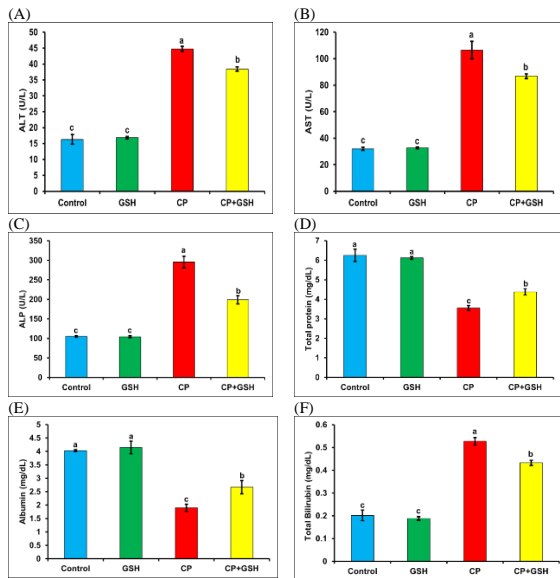 (A)
50
45
40
35
30
25
20
15
10
5
0
ALT (U/L)
c
c
a
b
Control GSH CP CP+GSH
(B)
120
100
80
60
40
20
0
AST (U/L)
c
c
a
b
Control GSH CP CP+GSH
(C)
350
300
250
200
150
100
50
0
ALP (U/L)
c
c
a
b
Control GSH CP CP+GSH
(D)
7
6
5
4
3
2
1
0
Total protein (mg/dL)
a
a
c
b
Control GSH CP CP+GSH
(E)
5
4.5
4
3.5
3
2.5
2
1.5
1
0.5
0
Albumin (mg/dL)
a
a
c
b
Control GSH CP CP+GSH
(F)
0.6
0.5
0.4
0.3
0.2
0.1
0
Total Bilirubin (mg/dL)
c
c
a
b
Control GSH CP CP+GSH